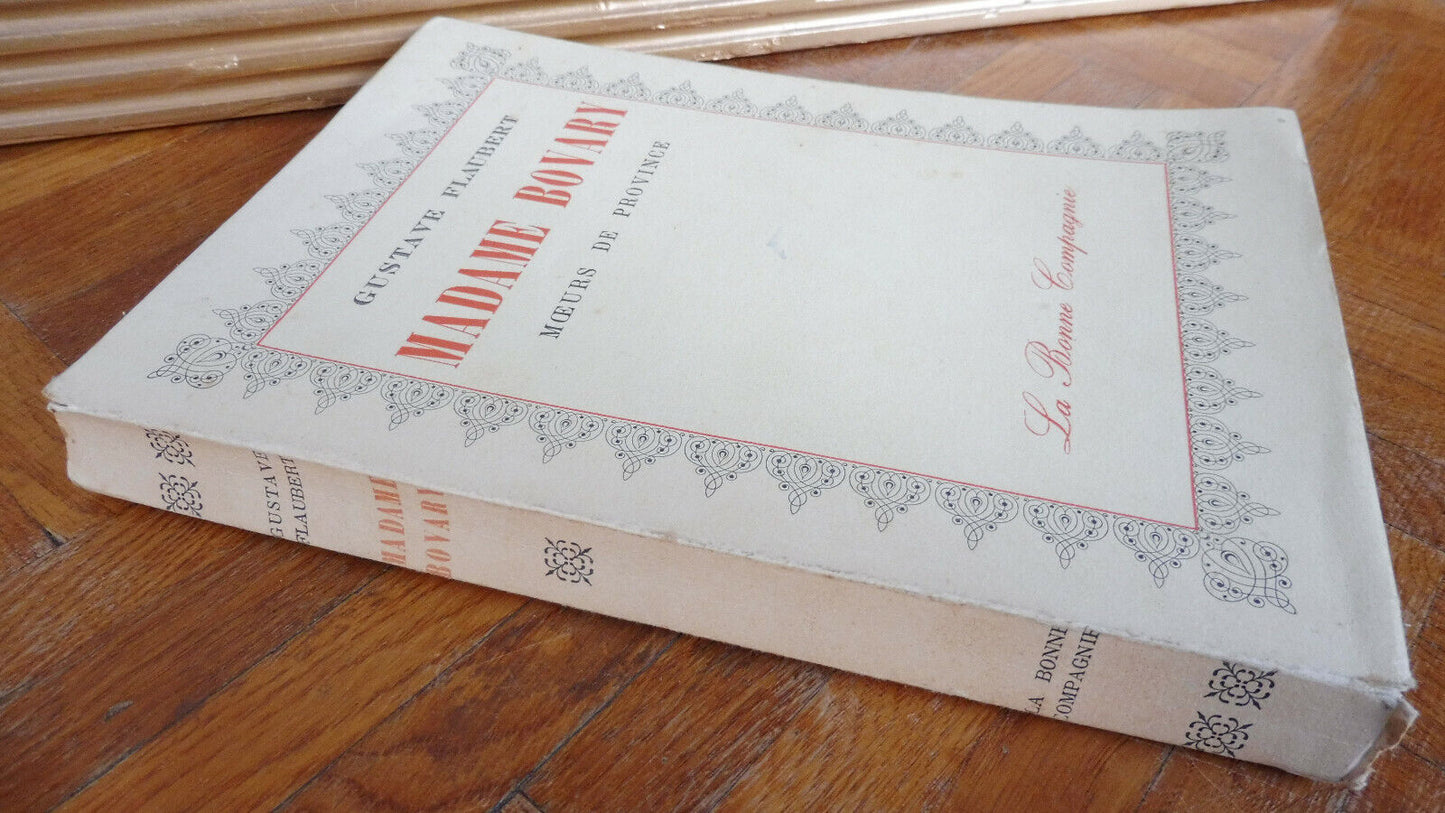 GUSTAVE FLAUBERT
MADAME BOVARY
MŒURS DE PROVINCE
La Bonne Compagnie
GUSTAVE
FLAUBERT
MADAME
BOVARY
LA BONNE
COMPAGNIE